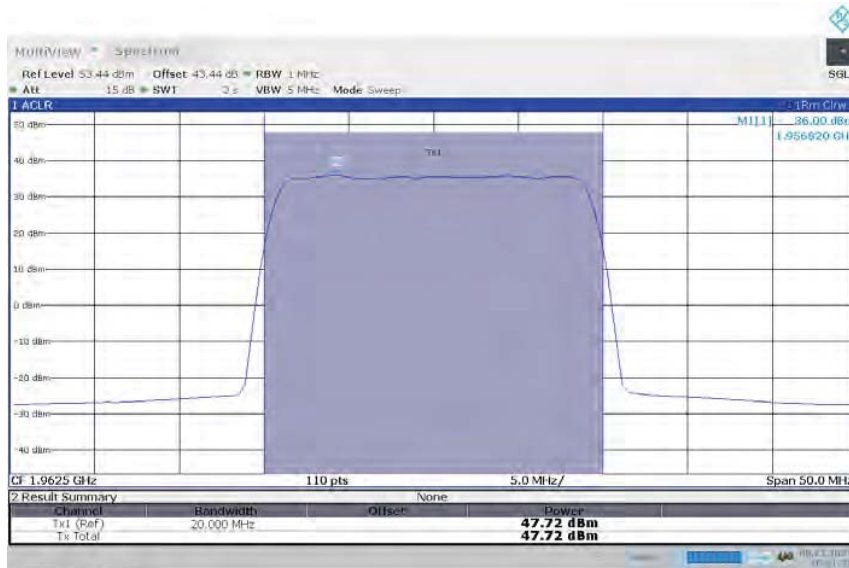 MultiView Spectrum
Ref Level 53.44 dBm Offset 43.44 dB RBW 1 MHz
SGL
Att 15 dB SWT 2 s VBW 5 MHz Mode Sweep
1 ACLR 1Rm Clrw
50 dBm M1[1] 36.00 dBm
1.956820 GH
Tx1
40 dBm
30 dBm
20 dBm
10 dBm
0 dBm
-10 dBm
-20 dBm
-30 dBm
-40 dBm
CF 1.9625 GHz 110 pts 5.0 MHz/ Span 50.0 MHz
2 Result Summary None
Channel Bandwidth Offset Power
Tx1 (Ref) 20.000 MHz 47.72 dBm
Tx Total 47.72 dBm